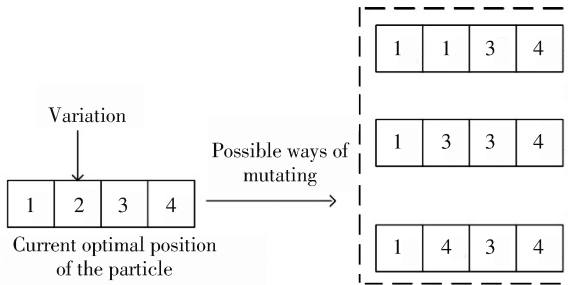 Variation
1 2 3 4
Current optimal position
of the particle
Possible ways of
mutating
1 1 3 4
1 3 3 4
1 4 3 4